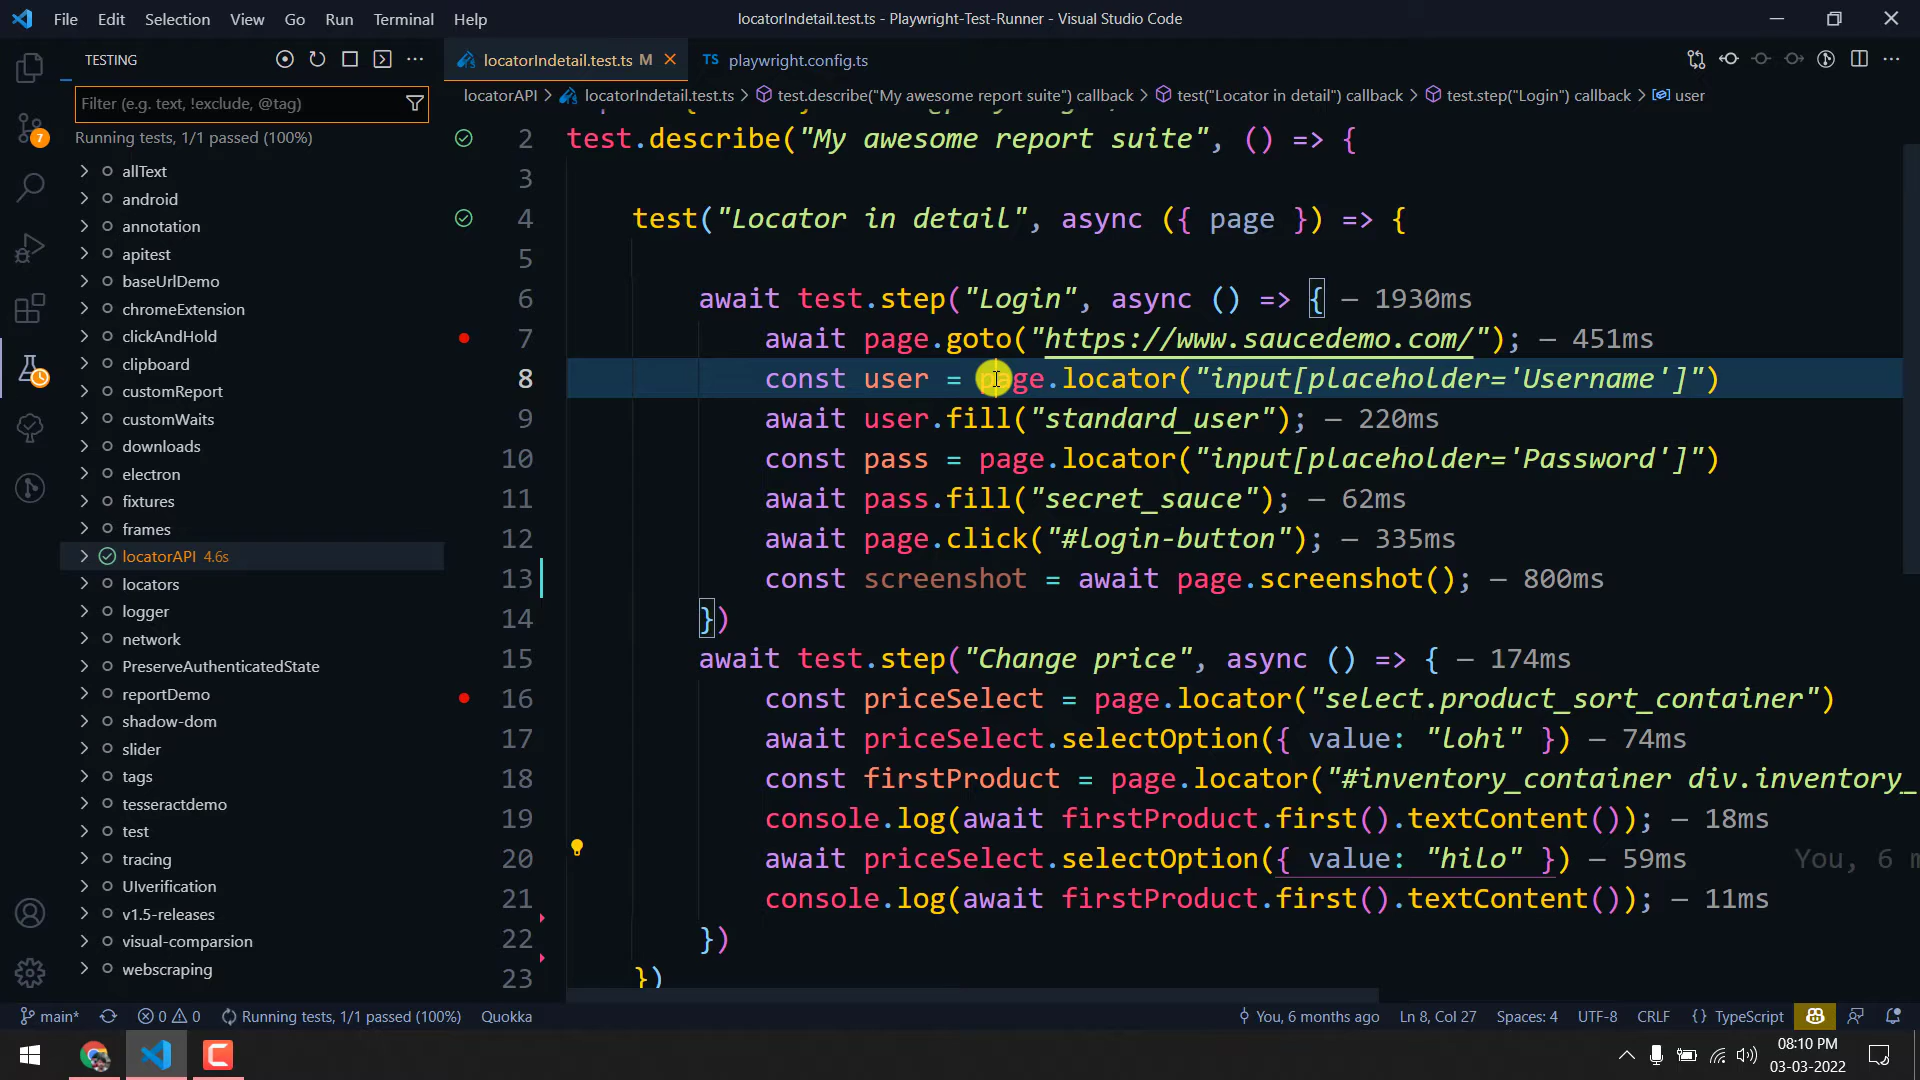 File Edit Selection View Go Run Terminal Help
locatorIndetail.test.ts - Playwright-Test-Runner - Visual Studio Code
TESTING
locatorIndetail.test.ts M
TS playwright.config.ts
Filter (e.g. text, !exclude, @tag)
locatorAPI > locatorIndetail.test.ts > test.describe("My awesome report suite") callback > test("Locator in detail") callback > test.step("Login") callback > user
Running tests, 1/1 passed (100%)
7
allText
android
annotation
apitest
baseUrlDemo
chromeExtension
clickAndHold
clipboard
customReport
customWaits
downloads
electron
fixtures
frames
locatorAPI 4.6s
locators
logger
network
PreserveAuthenticatedState
reportDemo
shadow-dom
slider
tags
tesseractdemo
test
tracing
UIverification
v1.5-releases
visual-comparsion
webscraping
2 test.describe("My awesome report suite", () => {
3
4 test("Locator in detail", async ({ page }) => {
5
6 await test.step("Login", async () => { — 1930ms
7 await page.goto("https://www.saucedemo.com/"); — 451ms
8 const user = page.locator("input[placeholder='Username']")
9 await user.fill("standard_user"); — 220ms
10 const pass = page.locator("input[placeholder='Password']")
11 await pass.fill("secret_sauce"); — 62ms
12 await page.click("#login-button"); — 335ms
13 const screenshot = await page.screenshot(); — 800ms
14 })
15 await test.step("Change price", async () => { — 174ms
16 const priceSelect = page.locator("select.product_sort_container")
17 await priceSelect.selectOption({ value: "lohi" }) — 74ms
18 const firstProduct = page.locator("#inventory_container div.inventory_
19 console.log(await firstProduct.first().textContent()); — 18ms
20 await priceSelect.selectOption({ value: "hilo" }) — 59ms You, 6
21 console.log(await firstProduct.first().textContent()); — 11ms
22 })
23 })
main* 0 0 Running tests, 1/1 passed (100%) Quokka
You, 6 months ago Ln 8, Col 27 Spaces: 4 UTF-8 CRLF { } TypeScript
08:10 PM
03-03-2022